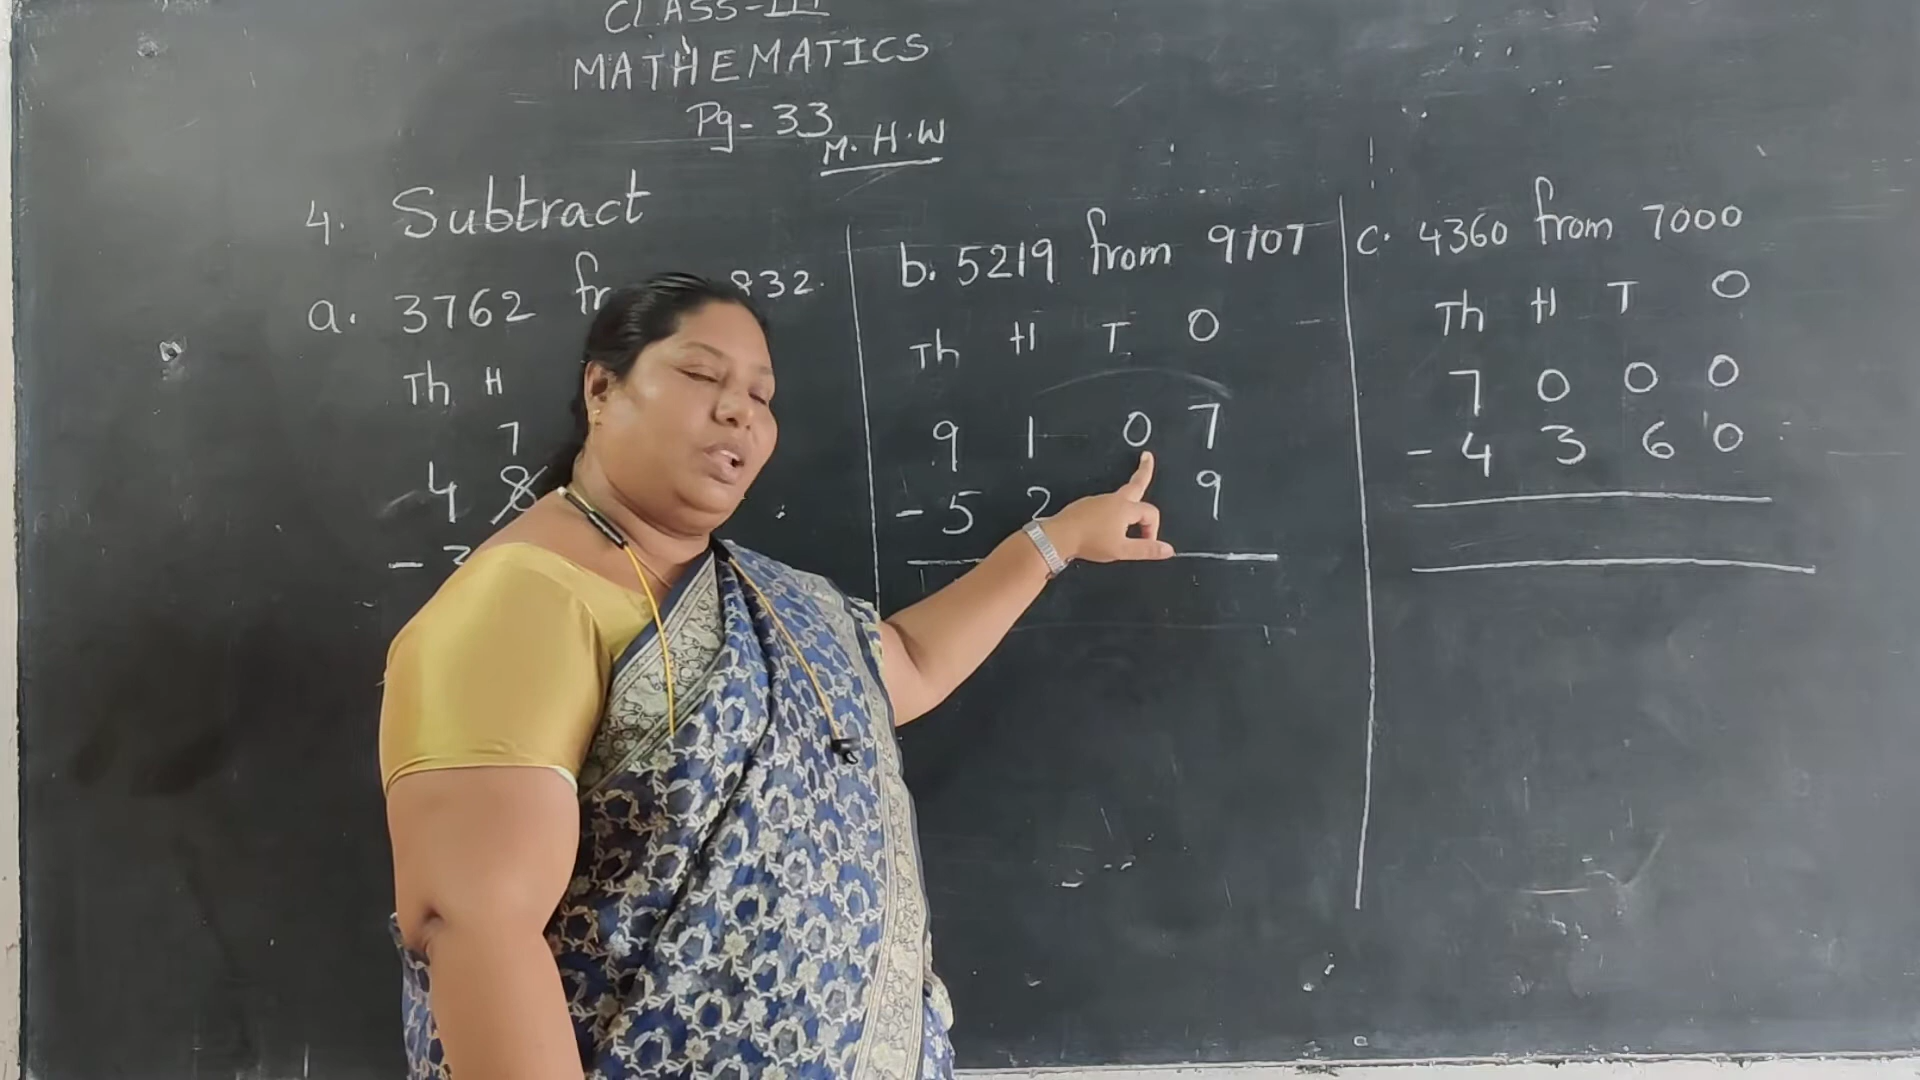 CLASS-III
MATHEMATICS
Pg- 33
M.H.W
4. Subtract
a. 3762 832.
Th H
7
4 8
-
b. 5219 from 9107
Th H T O
9 1 0 7
- 5 2 9
c. 4360 from 7000
Th H T O
7 0 0 0
- 4 3 6 0